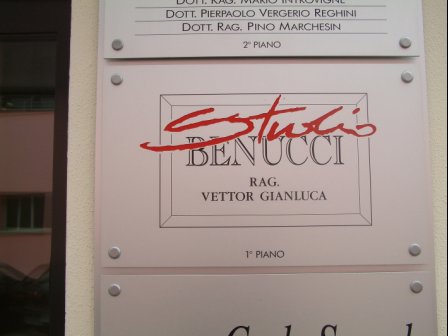 DOTT. RAG. MARIO INTROVIGNE
DOTT. PIERPAOLO VERGERIO REGHINI
DOTT. RAG. PINO MARCHESIN
2° PIANO
Studio
BENUCCI
RAG.
VETTOR GIANLUCA
1° PIANO